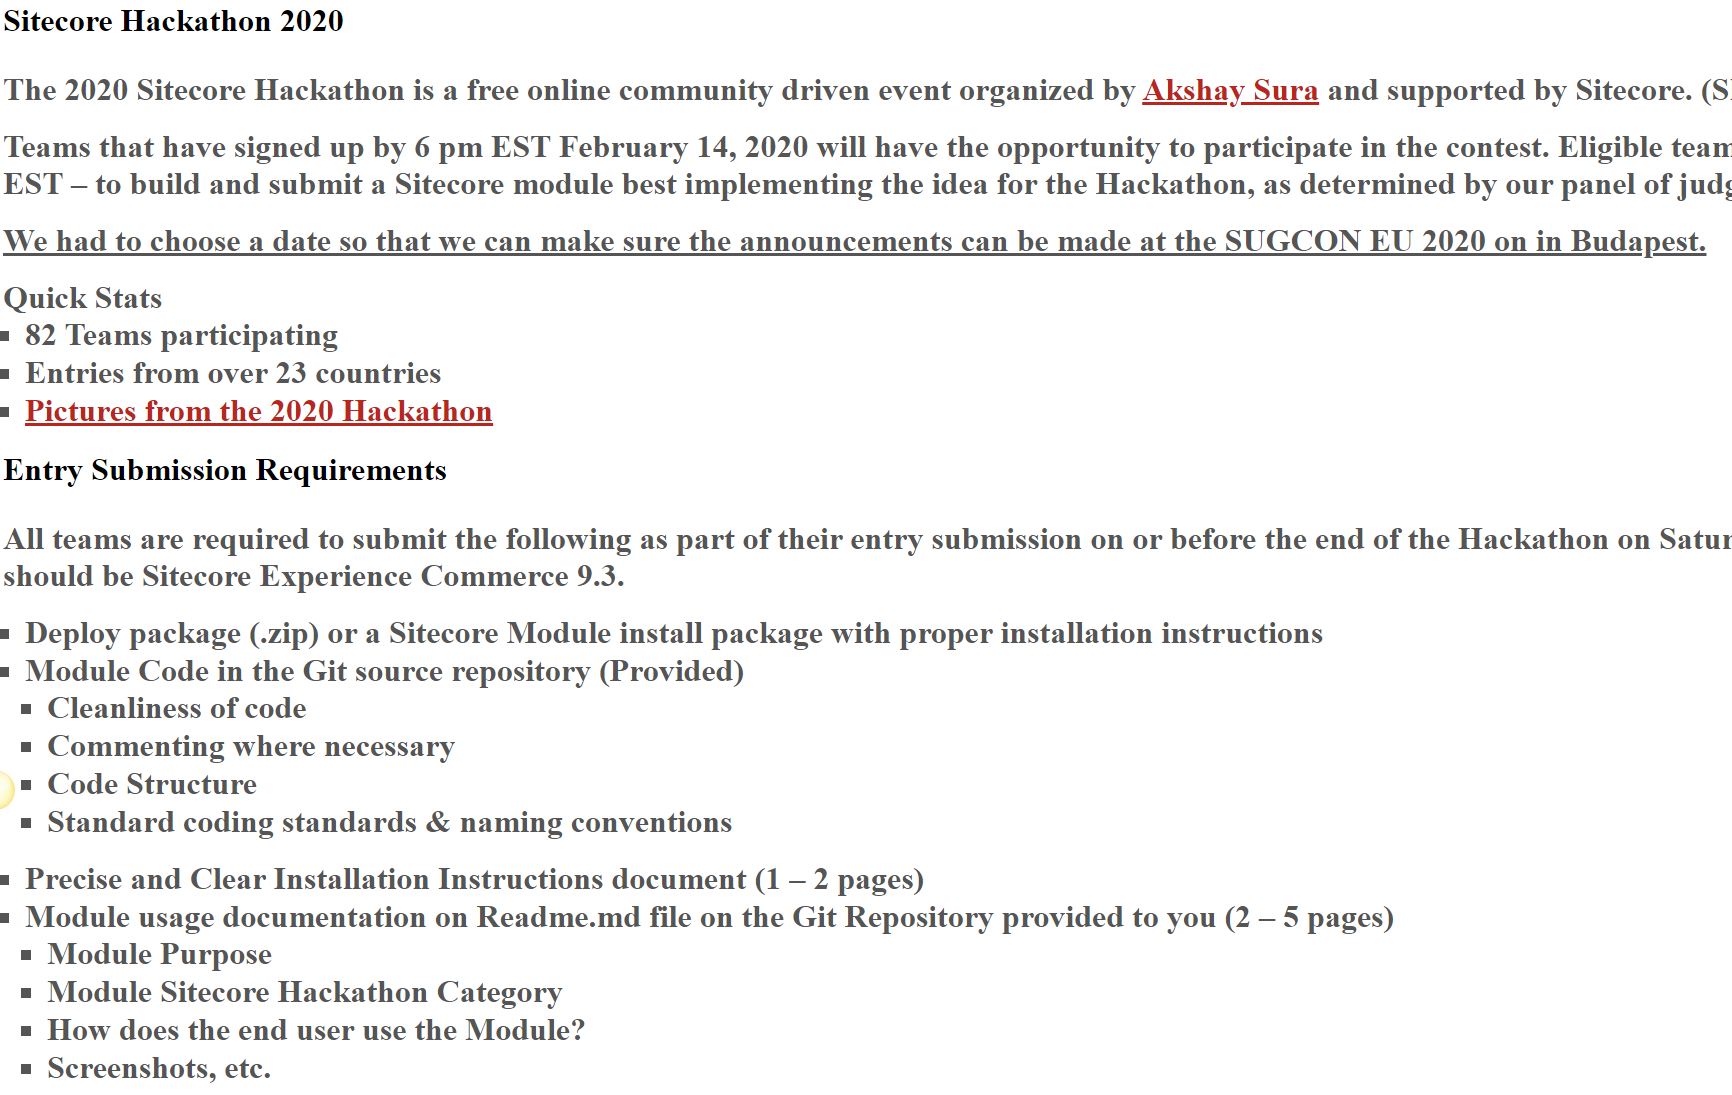 Sitecore Hackathon 2020
The 2020 Sitecore Hackathon is a free online community driven event organized by Akshay Sura and supported by Sitecore.
Teams that have signed up by 6 pm EST February 14, 2020 will have the opportunity to participate in the contest. Eligible
EST – to build and submit a Sitecore module best implementing the idea for the Hackathon, as determined by our panel of
We had to choose a date so that we can make sure the announcements can be made at the SUGCON EU 2020 on in Budapest.
Quick Stats
▪ 82 Teams participating
▪ Entries from over 23 countries
▪ Pictures from the 2020 Hackathon
Entry Submission Requirements
All teams are required to submit the following as part of their entry submission on or before the end of the Hackathon on
should be Sitecore Experience Commerce 9.3.
▪ Deploy package (.zip) or a Sitecore Module install package with proper installation instructions
▪ Module Code in the Git source repository (Provided)
▪ Cleanliness of code
▪ Commenting where necessary
▪ Code Structure
▪ Standard coding standards & naming conventions
▪ Precise and Clear Installation Instructions document (1 – 2 pages)
▪ Module usage documentation on Readme.md file on the Git Repository provided to you (2 – 5 pages)
▪ Module Purpose
▪ Module Sitecore Hackathon Category
▪ How does the end user use the Module?
▪ Screenshots, etc.